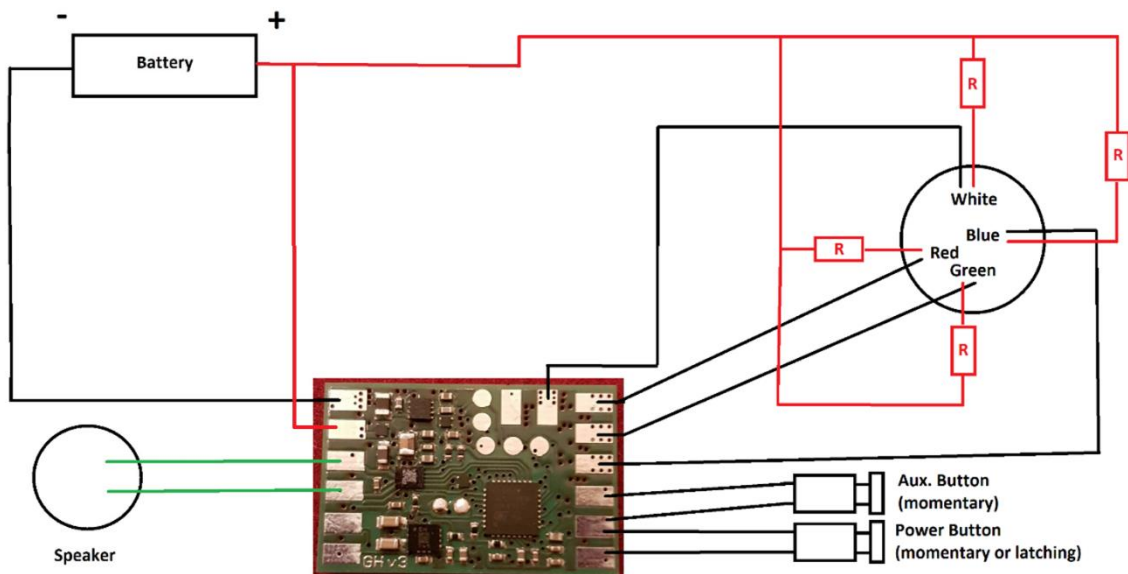 - +
Battery
R
R
White
Blue
R
Red
Green
R
Aux. Button
(momentary)
Power Button
(momentary or latching)
Speaker
GH v3